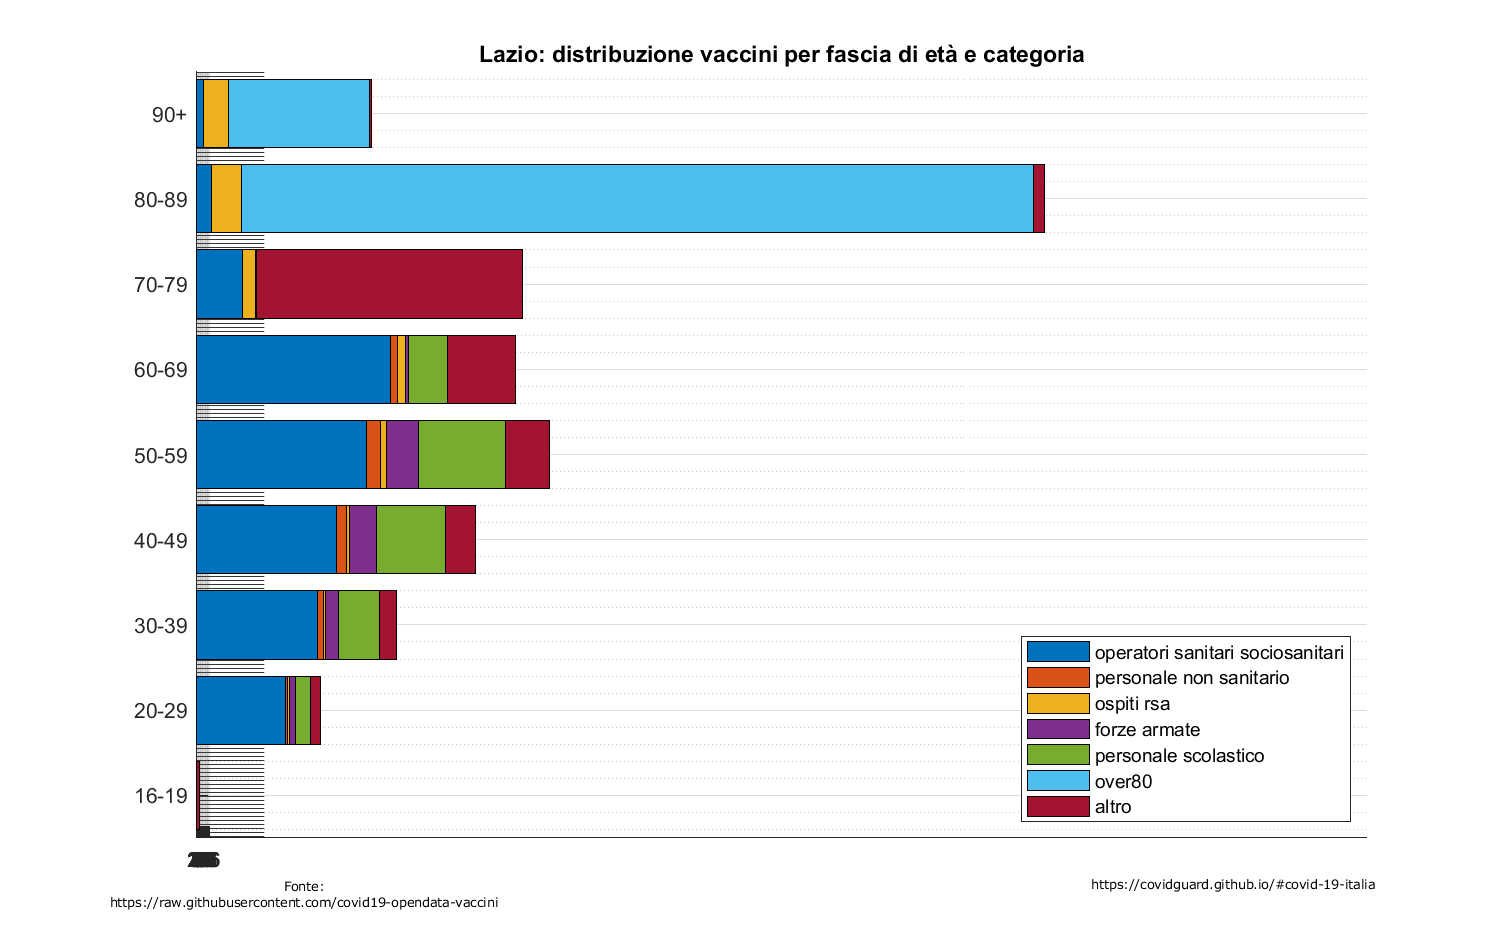 Lazio: distribuzione vaccini per fascia di età e categoria
90+
80-89
70-79
60-69
50-59
40-49
30-39
20-29
16-19
operatori sanitari sociosanitari
personale non sanitario
ospiti rsa
forze armate
personale scolastico
over80
altro
Fonte:
https://raw.githubusercontent.com/covid19-opendata-vaccini
https://covidguard.github.io/#covid-19-italia